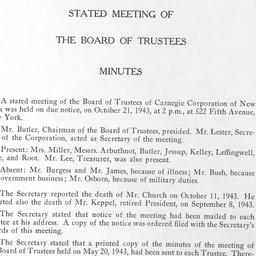 STATED MEETING OF
THE BOARD OF TRUSTEES
MINUTES
A stated meeting of the Board of Trustees of Carnegie Corporation of New
was held on due notice, on October 21, 1943, at 2 p.m., at 522 Fifth Avenue,
York.
Mr. Butler, Chairman of the Board of Trustees, presided. Mr. Lester, Secre-
of the Corporation, acted as Secretary of the meeting.
Present: Mrs. Miller, Messrs. Arbuthnot, Butler, Jessup, Kelley, Leffingwell,
and Root. Mr. Lee, Treasurer, was also present.
Absent: Mr. Burgess and Mr. James, because of illness; Mr. Bush, because
government business; Mr. Osborn, because of military duties.
The Secretary reported the death of Mr. Church on October 11, 1943. He
also the death of Mr. Keppel, retired President, on September 8, 1943.
The Secretary stated that notice of the meeting had been mailed to each
at his address. A copy of the notice was ordered filed with the Secretary's
of this meeting.
The Secretary stated that a printed copy of the minutes of the meeting of
Board of Trustees held on May 20, 1943, had been sent to each Trustee. There-